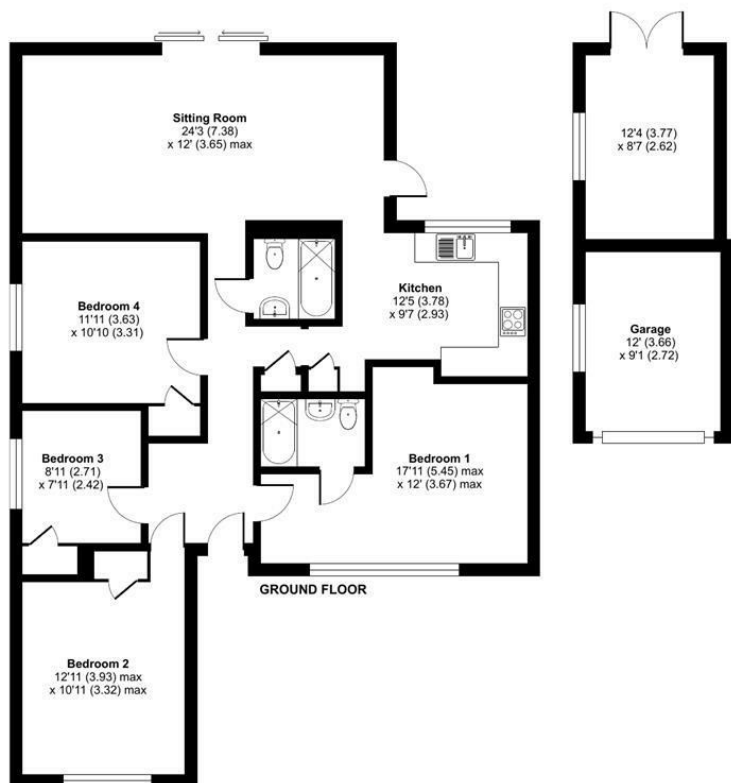 Sitting Room
24'3 (7.38)
x 12' (3.65) max
12'4 (3.77)
x 8'7 (2.62)
Kitchen
12'5 (3.78)
x 9'7 (2.93)
Bedroom 4
11'11 (3.63)
x 10'10 (3.31)
Garage
12' (3.66)
x 9'1 (2.72)
Bedroom 3
8'11 (2.71)
x 7'11 (2.42)
Bedroom 1
17'11 (5.45) max
x 12' (3.67) max
GROUND FLOOR
Bedroom 2
12'11 (3.93) max
x 10'11 (3.32) max